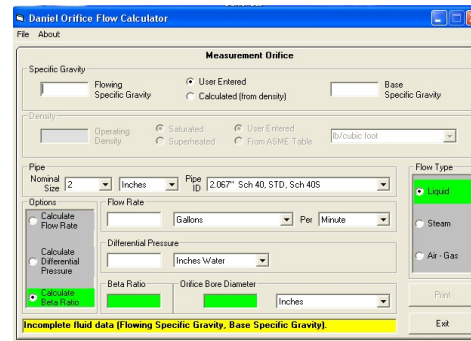 Daniel Orifice Flow Calculator
File About
Measurement Orifice
Specific Gravity
Flowing
Specific Gravity
User Entered
Calculated (from density)
Base
Specific Gravity
Density
Operating
Density
Saturated
Superheated
User Entered
From ASME Table
lb/cubic foot
Pipe
Nominal
Size
2
Inches
Pipe
ID
2.067" Sch 40, STD, Sch 40S
Flow Type
Liquid
Steam
Air - Gas
Options
Calculate
Flow Rate
Calculate
Differential
Pressure
Calculate
Beta Ratio
Flow Rate
Gallons
Per
Minute
Differential Pressure
Inches Water
Beta Ratio
Orifice Bore Diameter
Inches
Print
Exit
Incomplete fluid data (Flowing Specific Gravity, Base Specific Gravity).